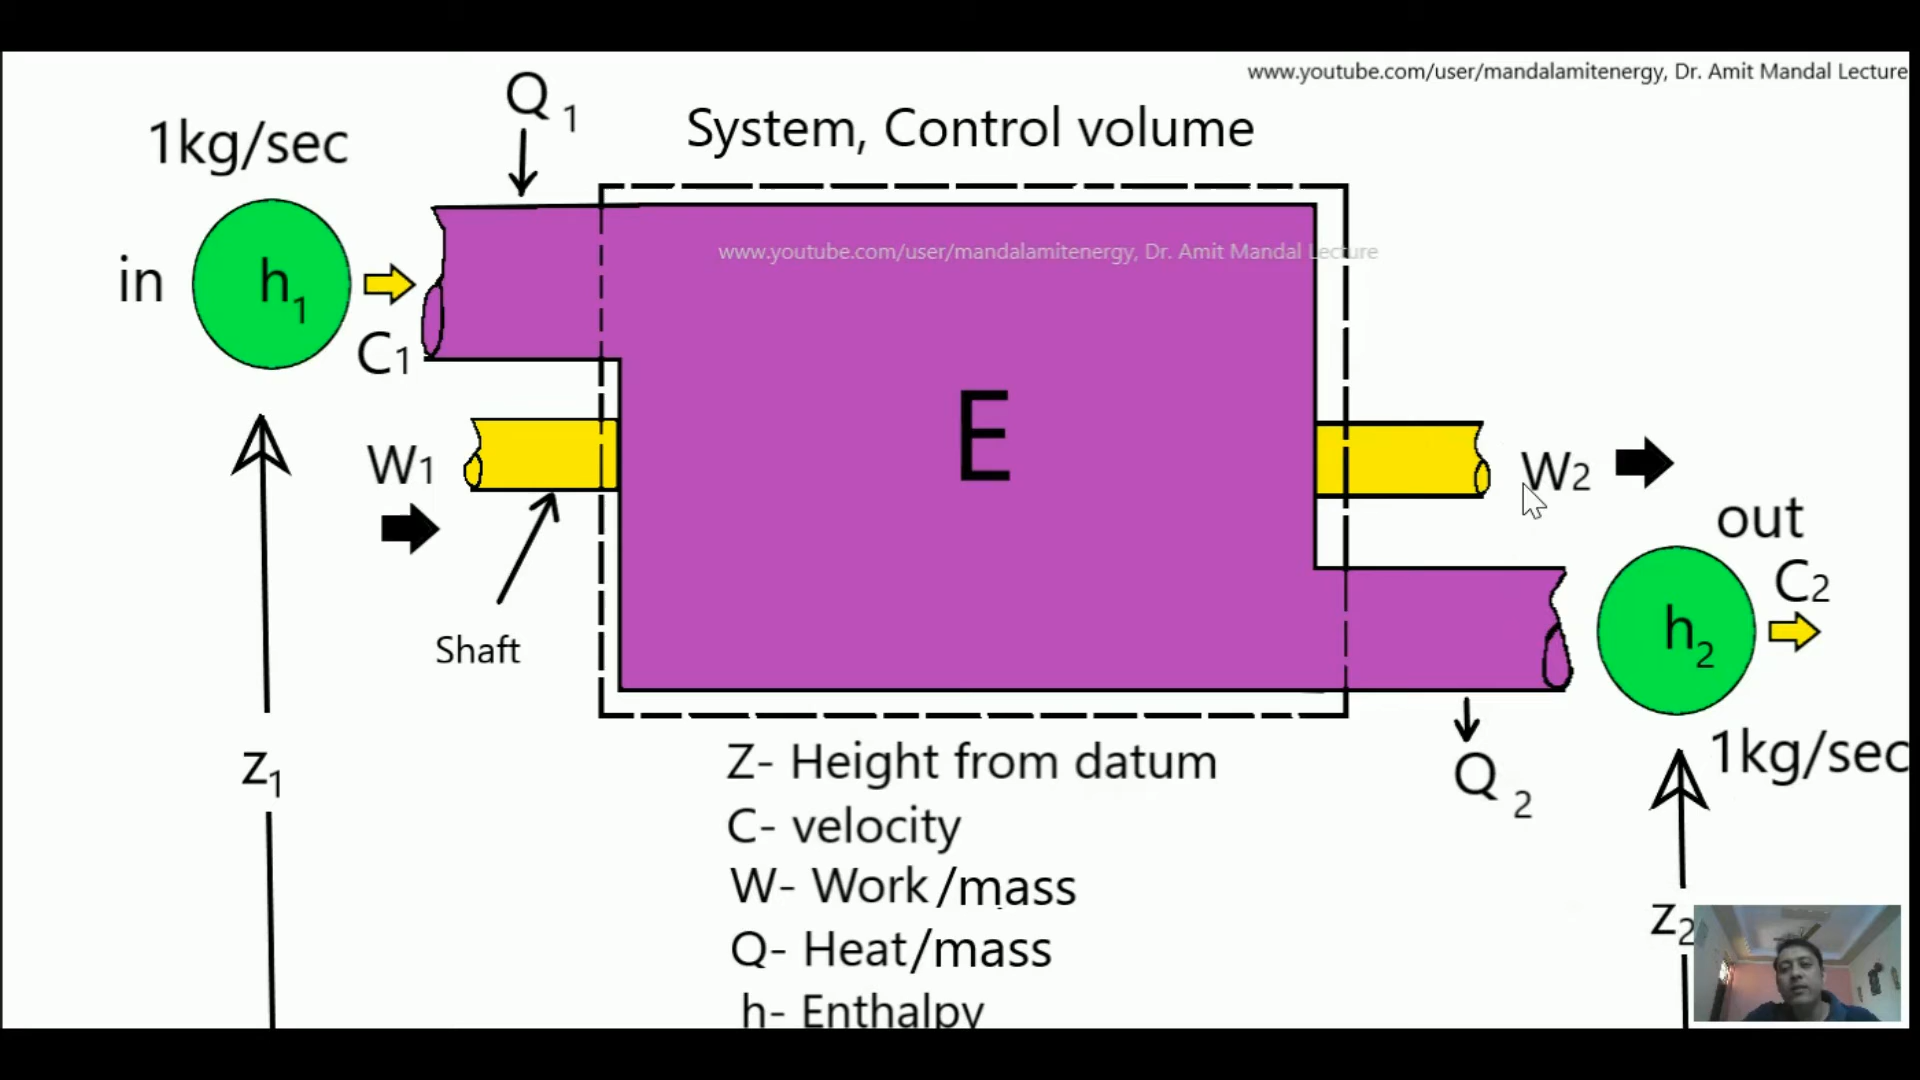 www.youtube.com/user/mandalamitenergy, Dr. Amit Mandal Lecture
Q 1
System, Control volume
1kg/sec
www.youtube.com/user/mandalamitenergy, Dr. Amit Mandal Lecture
in
h1
C1
E
W1
W2
out
C2
h2
Shaft
1kg/sec
z1
Q 2
Z- Height from datum
C- velocity
W- Work/mass
z2
Q- Heat/mass
h- Enthalpy